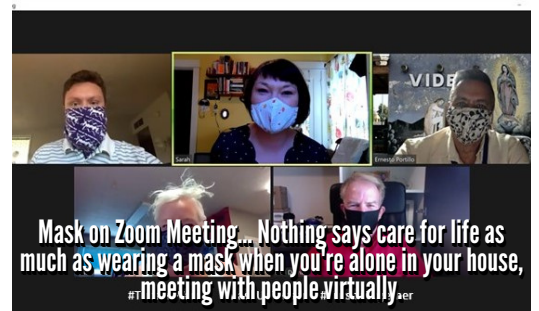 VIDE
Sarah
Ernesto Portillo
Mask on Zoom Meeting... Nothing says care for life as
much as wearing a mask when you're alone in your house,
meeting with people virtually